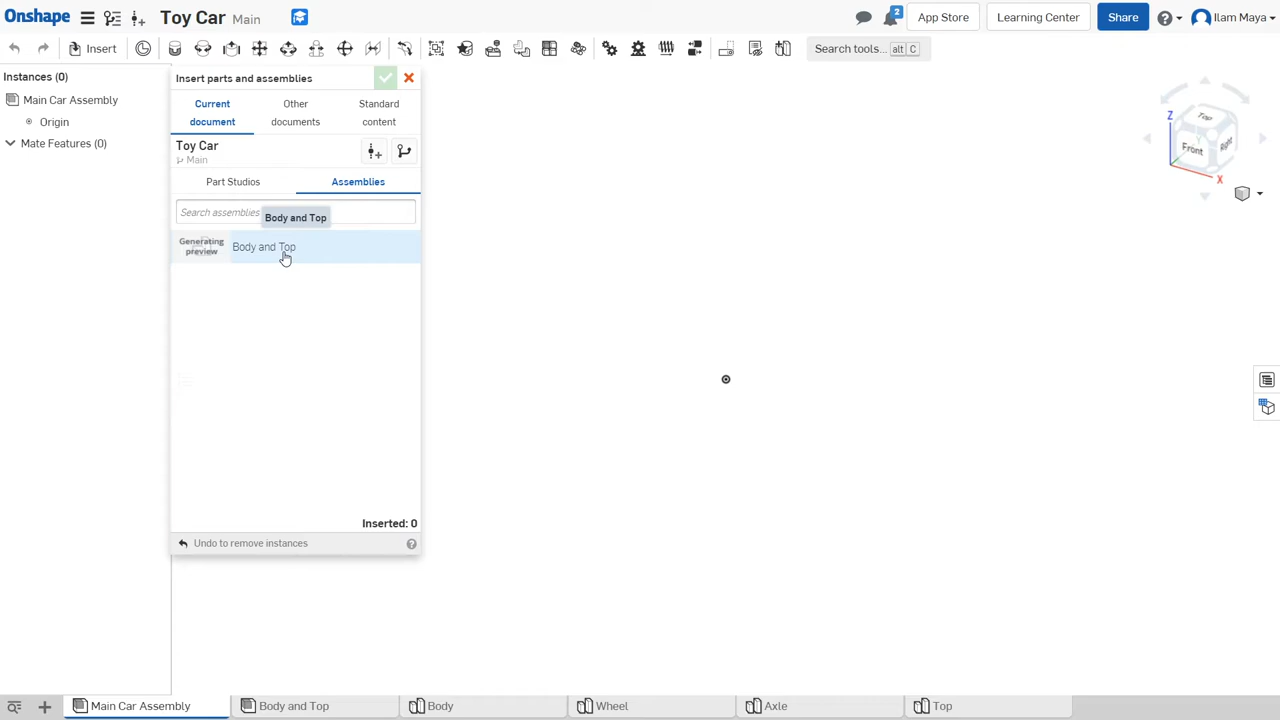 Onshape Toy Car Main App Store Learning Center Share Ilam Maya
2
Insert Search tools... alt C
Instances (0)
Main Car Assembly
Origin
Mate Features (0)
Insert parts and assemblies
Current document
Other documents
Standard content
Toy Car
Main
Part Studios Assemblies
Search assemblies Body and Top
Generating preview
Body and Top
Inserted: 0
Undo to remove instances
Top
Front
Right
Z
Y
X
Main Car Assembly Body and Top Body Wheel Axle Top